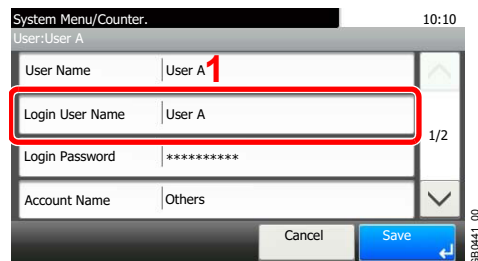 System Menu/Counter. 10:10
User:User A
User Name User A 1
Login User Name User A
1/2
Login Password **********
Account Name Others
Cancel Save
GB0441_00